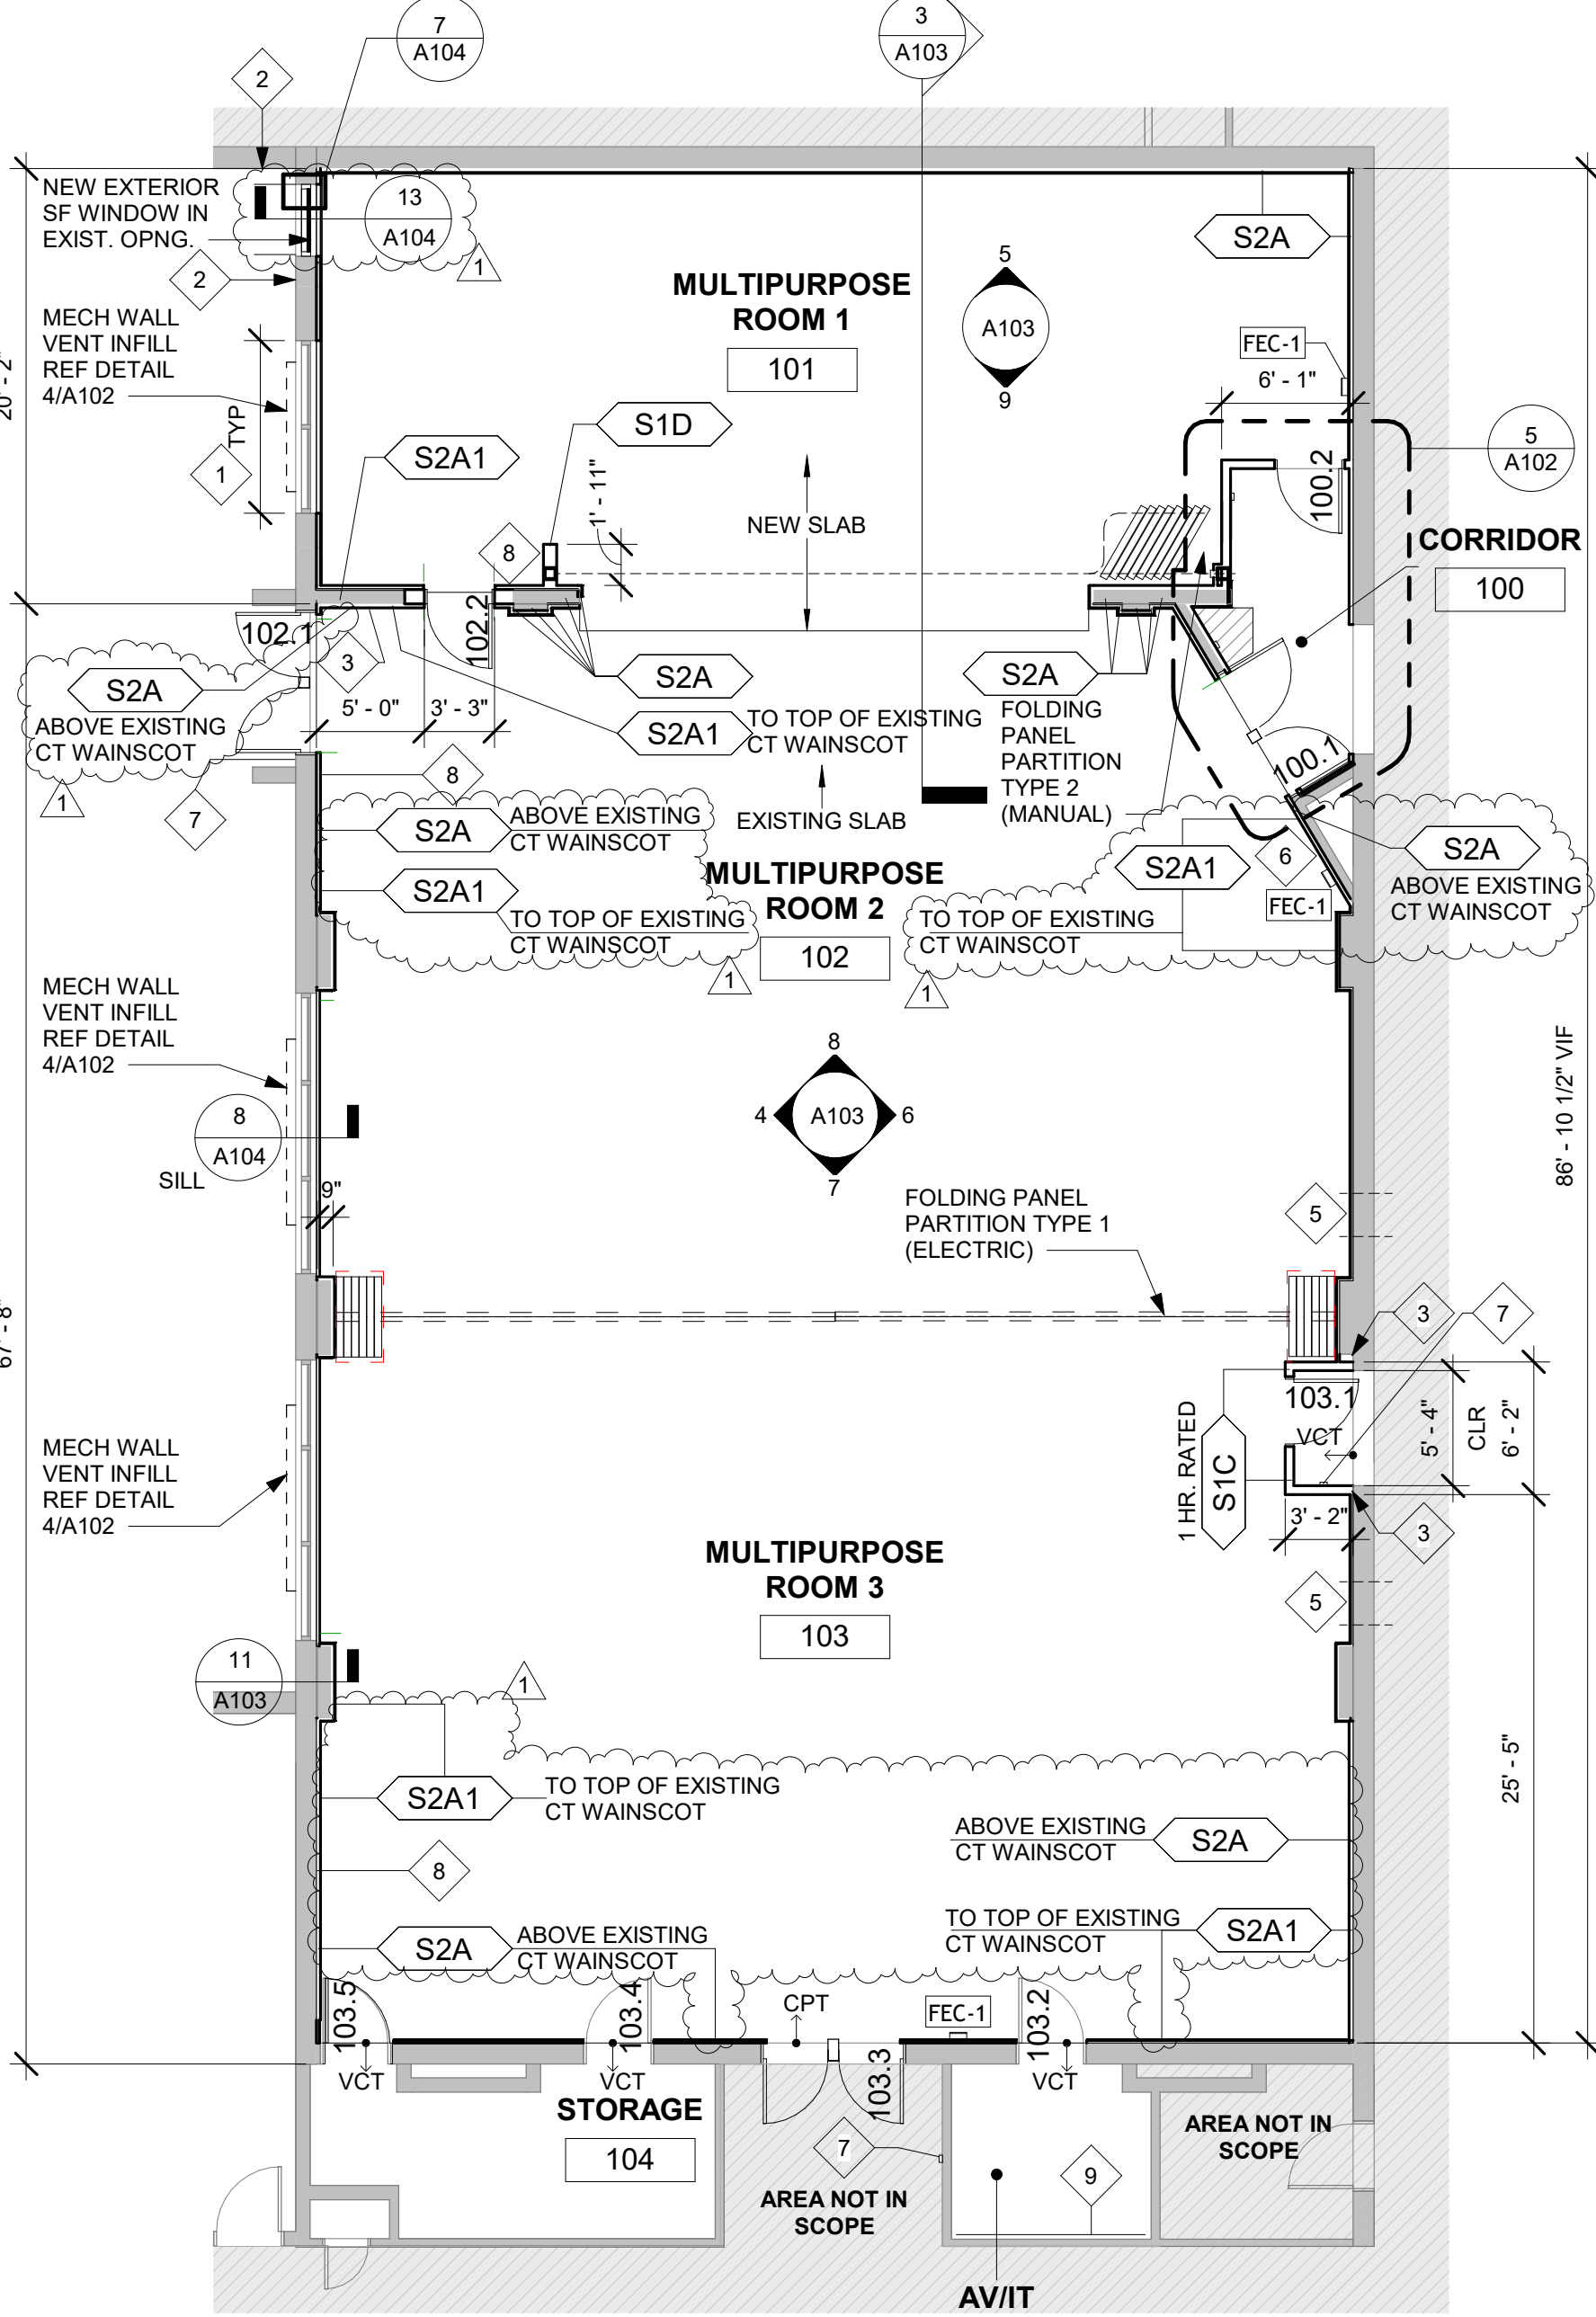 7
A104
3
A103
2
NEW EXTERIOR
SF WINDOW IN
EXIST. OPNG.
13
A104
1
S2A
2
MULTIPURPOSE
ROOM 1
101
5
A103
9
MECH WALL
VENT INFILL
REF DETAIL
4/A102
FEC-1
6' - 1"
20' - 2"
TYP
1
S2A1
S1D
1' - 11"
8
NEW SLAB
100.2
5
A102
CORRIDOR
100
102.1
102.2
3
S2A
ABOVE EXISTING
CT WAINSCOT
1
7
5' - 0"
3' - 3"
S2A
S2A1
TO TOP OF EXISTING
CT WAINSCOT
S2A
FOLDING
PANEL
PARTITION
TYPE 2
(MANUAL)
100.1
8
EXISTING SLAB
S2A
ABOVE EXISTING
CT WAINSCOT
S2A1
TO TOP OF EXISTING
CT WAINSCOT
1
MULTIPURPOSE
ROOM 2
102
S2A1
6
FEC-1
TO TOP OF EXISTING
CT WAINSCOT
1
S2A
ABOVE EXISTING
CT WAINSCOT
MECH WALL
VENT INFILL
REF DETAIL
4/A102
8
A104
SILL
9"
8
4
A103
6
7
86' - 10 1/2" VIF
FOLDING PANEL
PARTITION TYPE 1
(ELECTRIC)
5
67' - 8"
3
7
103.1
VCT
1 HR. RATED
S1C
5' - 4"
CLR
6' - 2"
3' - 2"
3
MECH WALL
VENT INFILL
REF DETAIL
4/A102
MULTIPURPOSE
ROOM 3
103
5
11
A103
1
25' - 5"
S2A1
TO TOP OF EXISTING
CT WAINSCOT
ABOVE EXISTING
CT WAINSCOT
S2A
8
S2A
ABOVE EXISTING
CT WAINSCOT
TO TOP OF EXISTING
CT WAINSCOT
S2A1
103.5
103.4
CPT
FEC-1
103.2
VCT
VCT
103.3
VCT
STORAGE
104
7
AREA NOT IN
SCOPE
9
AREA NOT IN
SCOPE
AV/IT